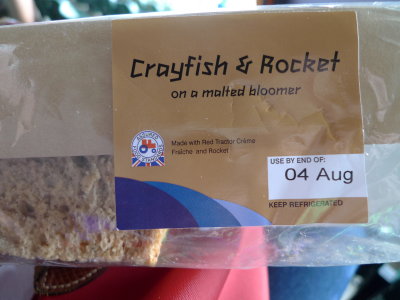 Crayfish & Rocket
on a malted bloomer
Made with Red Tractor Crème
Fraîche and Rocket
USE BY END OF:
04 Aug
KEEP REFRIGERATED